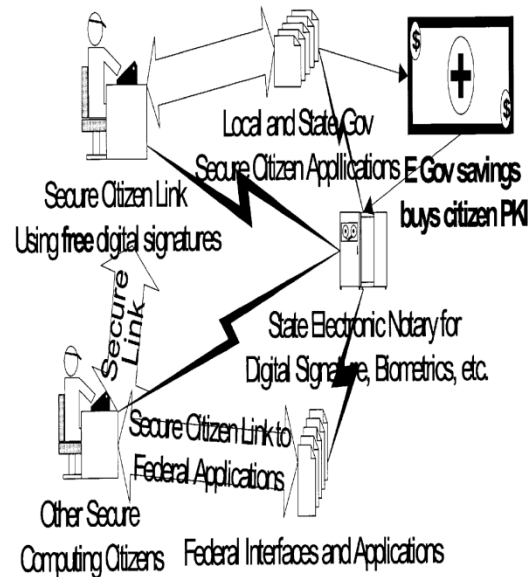 $
$
Local and State Gov
Secure Citizen Appllications
E Gov savings
buys citizen PKI
Secure Citizen Link
Using free digital signatures
Secure
Link
State Electronic Notary for
Digital Signature, Biometrics, etc.
Secure Citizen Link to
Federal Applications
Other Secure
Computing Citizens
Federal Interfaces and Applications